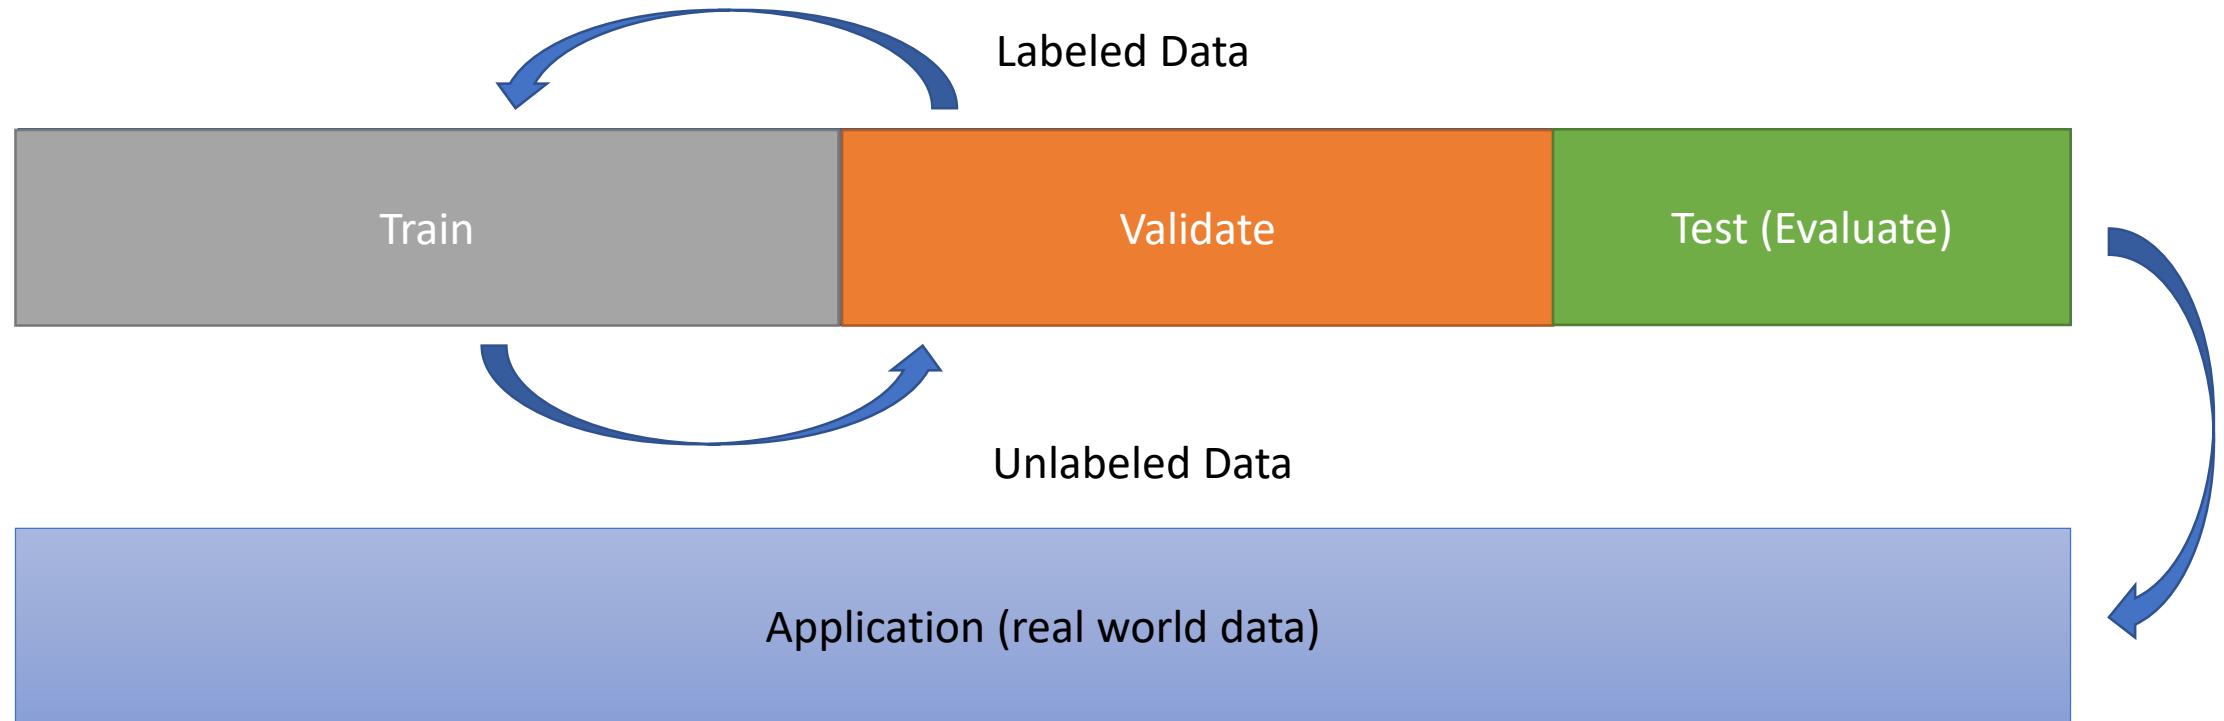 Labeled Data
Train
Validate
Test (Evaluate)
Unlabeled Data
Application (real world data)